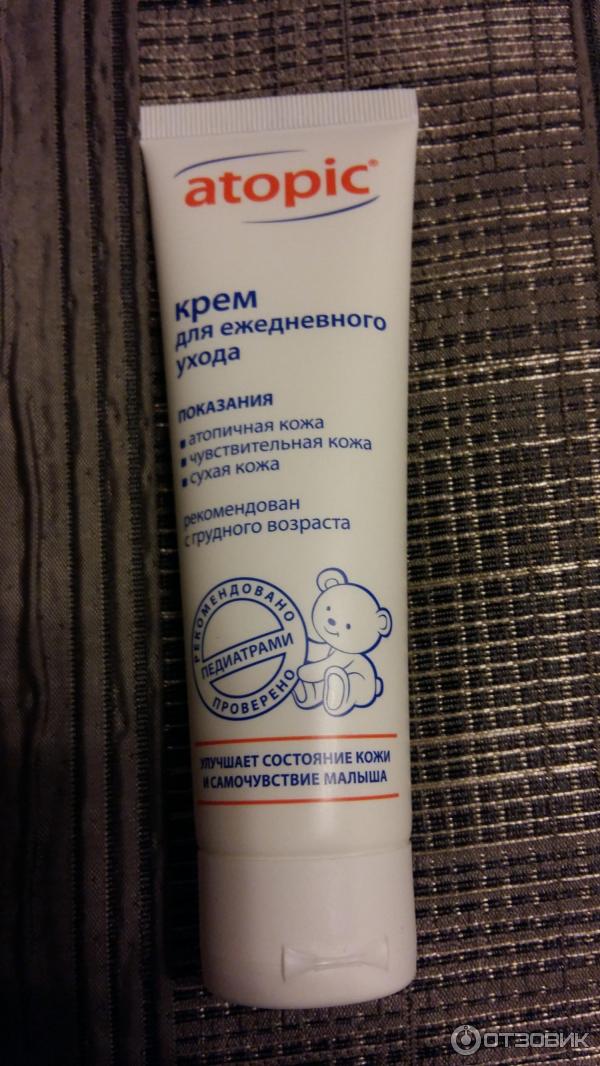 atopic®
крем
для ежедневного
ухода
ПОКАЗАНИЯ
▪ атопичная кожа
▪ чувствительная кожа
▪ сухая кожа
рекомендован
с грудного возраста
РЕКОМЕНДОВАНО
ПЕДИАТРАМИ
ПРОВЕРЕНО
УЛУЧШАЕТ СОСТОЯНИЕ КОЖИ
И САМОЧУВСТВИЕ МАЛЫША
ОТЗОВИК